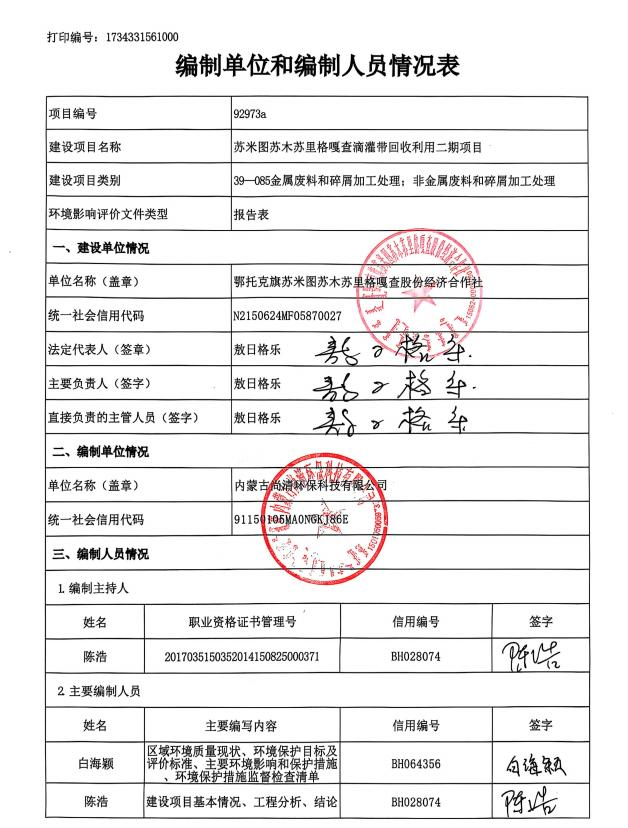 打印编号：1734331561000
编制单位和编制人员情况表
项目编号 92973a
建设项目名称 苏米图苏木苏里格嘎查滴灌带回收利用二期项目
建设项目类别 39—085金属废料和碎屑加工处理；非金属废料和碎屑加工处理
环境影响评价文件类型 报告表
一、建设单位情况
单位名称（盖章） 鄂托克旗苏米图苏木苏里格嘎查股份经济合作社
统一社会信用代码 N2150624MF05870027
法定代表人（签章） 敖日格乐 敖日格乐
主要负责人（签字） 敖日格乐 敖日格乐
直接负责的主管人员（签字） 敖日格乐 敖日格乐
二、编制单位情况
单位名称（盖章） 内蒙古尚清环保科技有限公司
统一社会信用代码 91150105MA0NGKJ86E
三、编制人员情况
1.编制主持人
姓名 职业资格证书管理号 信用编号 签字
陈浩 2017035150352014150825000371 BH028074 陈浩
2.主要编制人员
姓名 主要编写内容 信用编号 签字
白海颖 区域环境质量现状、环境保护目标及
评价标准、主要环境影响和保护措施
、环境保护措施监督检查清单 BH064356 白海颖
陈浩 建设项目基本情况、工程分析、结论 BH028074 陈浩